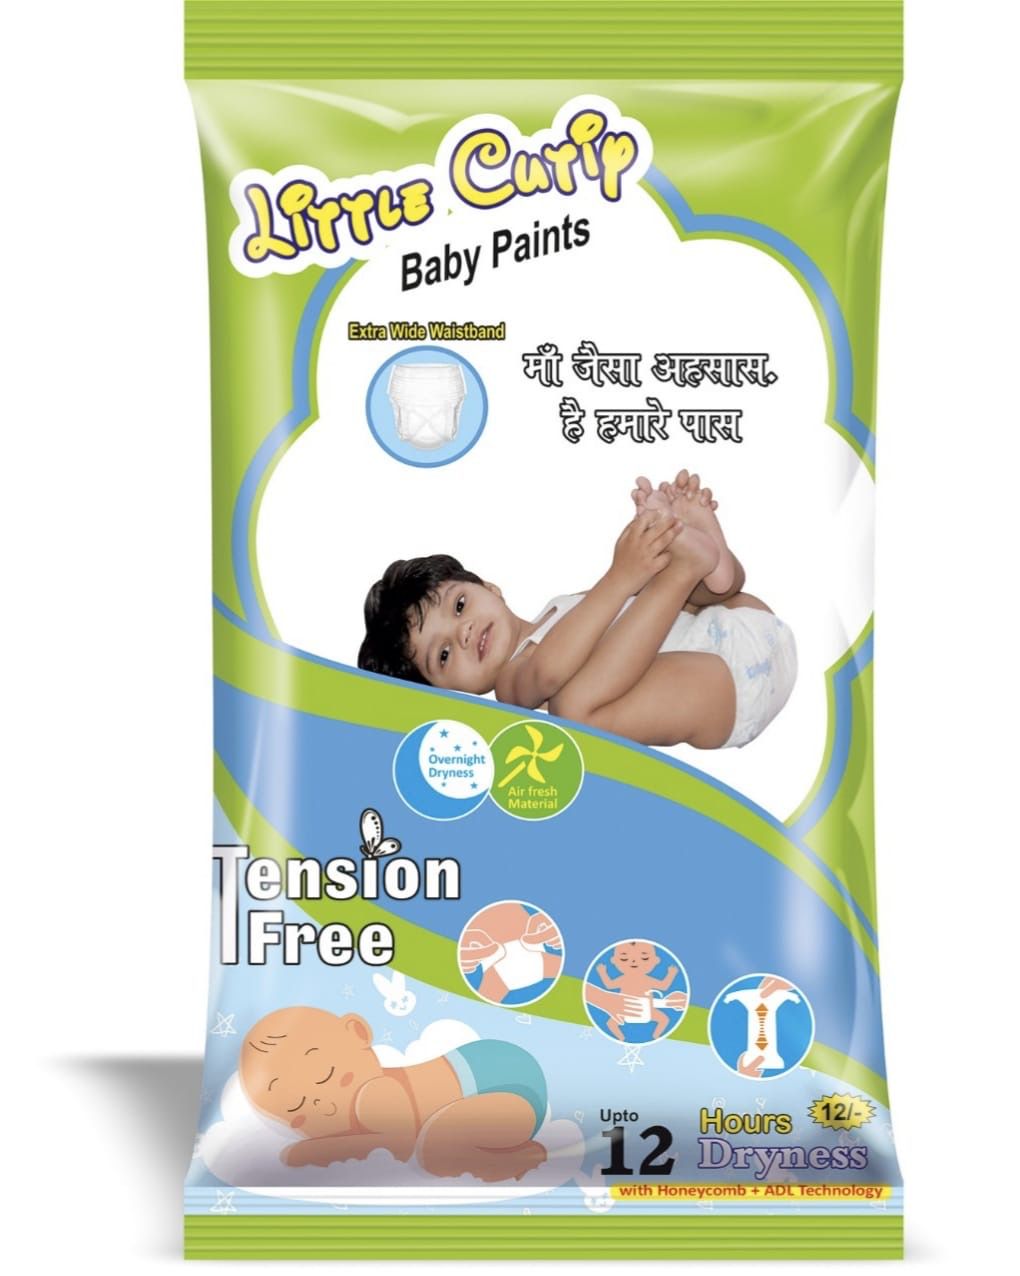 Little Cutip
Baby Paints
Extra Wide Waistband
माँ जैसा अहसास.
है हमारे पास
Overnight
Dryness
Air fresh
Material
Tension
Free
Upto
12
Hours
12/-
Dryness
with Honeycomb + ADL Technology